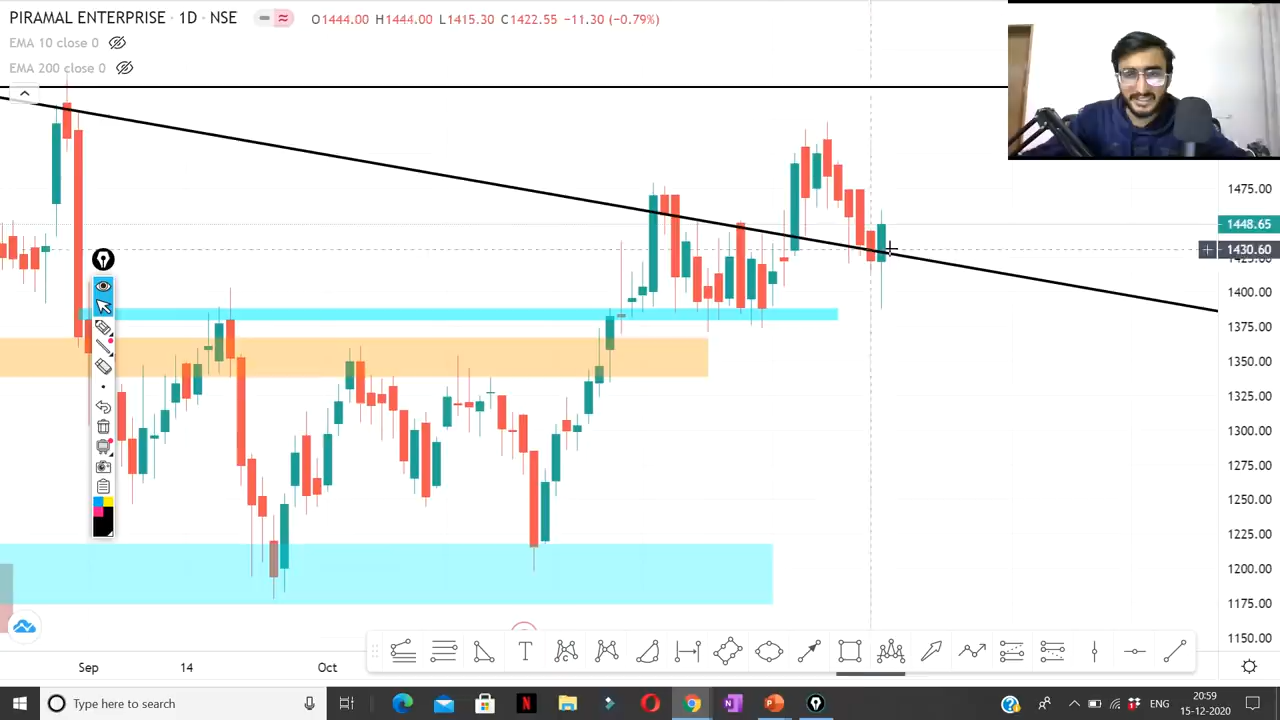 PIRAMAL ENTERPRISE · 1D · NSE
O1444.00 H1444.00 L1415.30 C1422.55 −11.30 (−0.79%)
EMA 10 close 0
EMA 200 close 0
1475.00
1448.65
1430.60
1400.00
1375.00
1350.00
1325.00
1300.00
1275.00
1250.00
1225.00
1200.00
1175.00
1150.00
Sep
14
Oct
Type here to search
ENG
20:59
15-12-2020